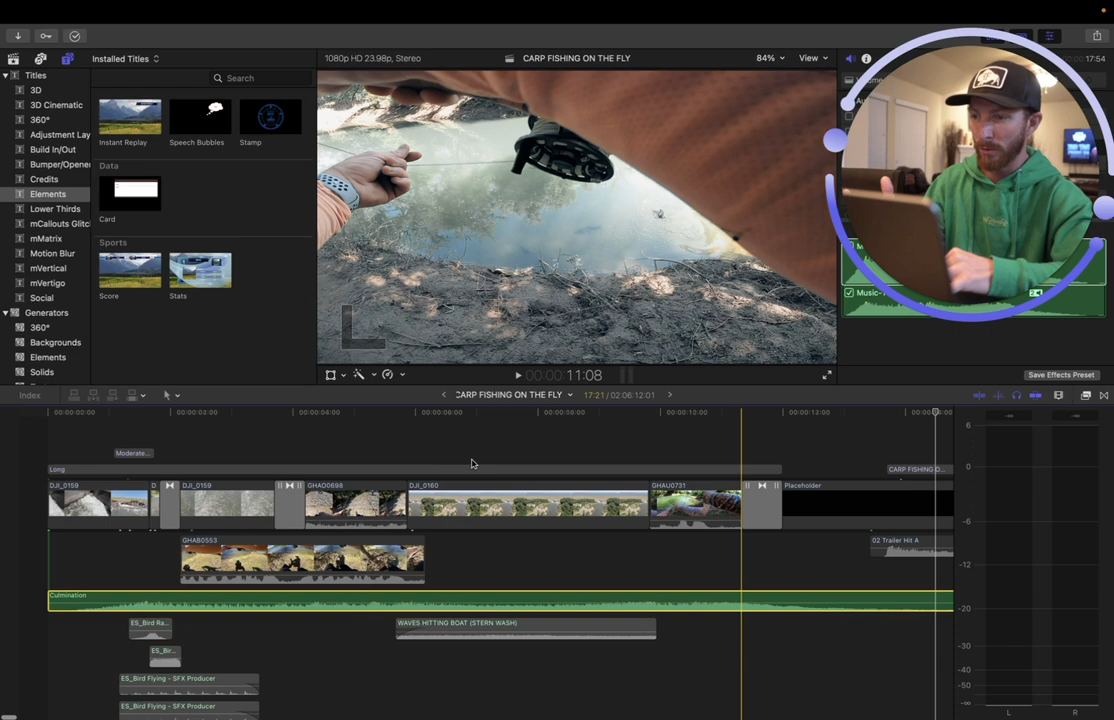 Installed Titles
1080p HD 23.98p, Stereo
CARP FISHING ON THE FLY
84%
View
17:54
Titles
3D
3D Cinematic
360°
Adjustment Lay
Build In/Out
Bumper/Opener
Credits
Elements
Lower Thirds
mCallouts Glitc
mMatrix
Motion Blur
mVertical
mVertigo
Social
Generators
360°
Backgrounds
Elements
Solids
Search
Instant Replay
Speech Bubbles
Stamp
Data
Card
Sports
Score
Stats
00:00:00:00 11:08
Save Effects Preset
Index
CARP FISHING ON THE FLY
17:21 / 02:06:12:01
00:00:00:00
00:00:02:00
00:00:04:00
00:00:06:00
00:00:12:00
Moderate...
Long
CARP FISHING O...
DJI_0159
D
DJI_0159
GHAO0698
DJI_0160
GHAU0731
Placeholder
GHAB0553
02 Trailer Hit A
Culmination
ES_Bird Ra...
WAVES HITTING BOAT (STERN WASH)
ES_Bir...
ES_Bird Flying - SFX Producer
ES_Bird Flying - SFX Producer
6
0
-6
-12
-20
-30
-40
-50
-∞
L
R